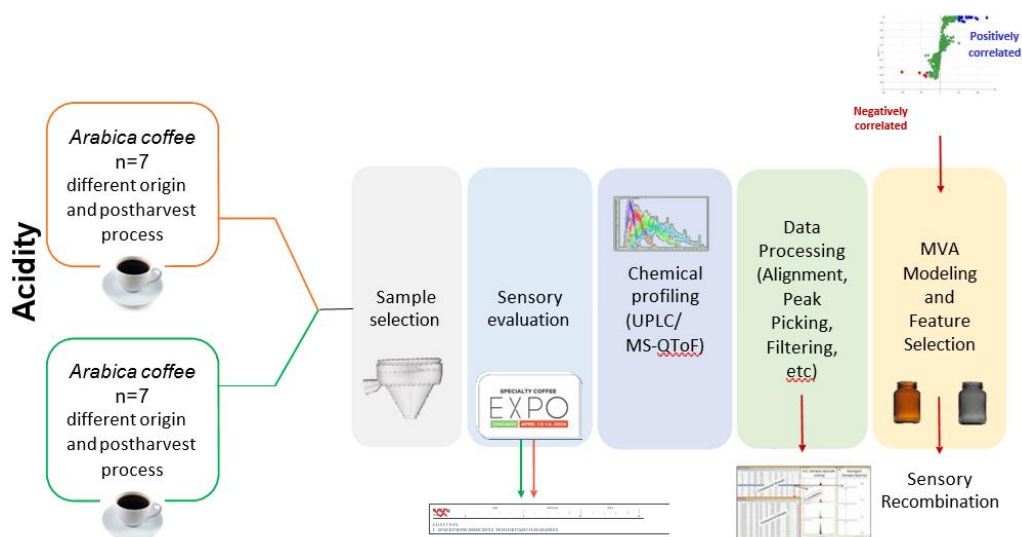 Acidity
Arabica coffee
n=7
different origin
and postharvest
process
Arabica coffee
n=7
different origin
and postharvest
process
Sample
selection
Sensory
evaluation
SPECIALTY COFFEE
EXPO
CHICAGO APRIL 12-14, 2024
Chemical
profiling
(UPLC/
MS-QToF)
Data
Processing
(Alignment,
Peak
Picking,
Filtering,
etc)
Positively
correlated
Negatively
correlated
MVA
Modeling
and
Feature
Selection
Sensory
Recombination